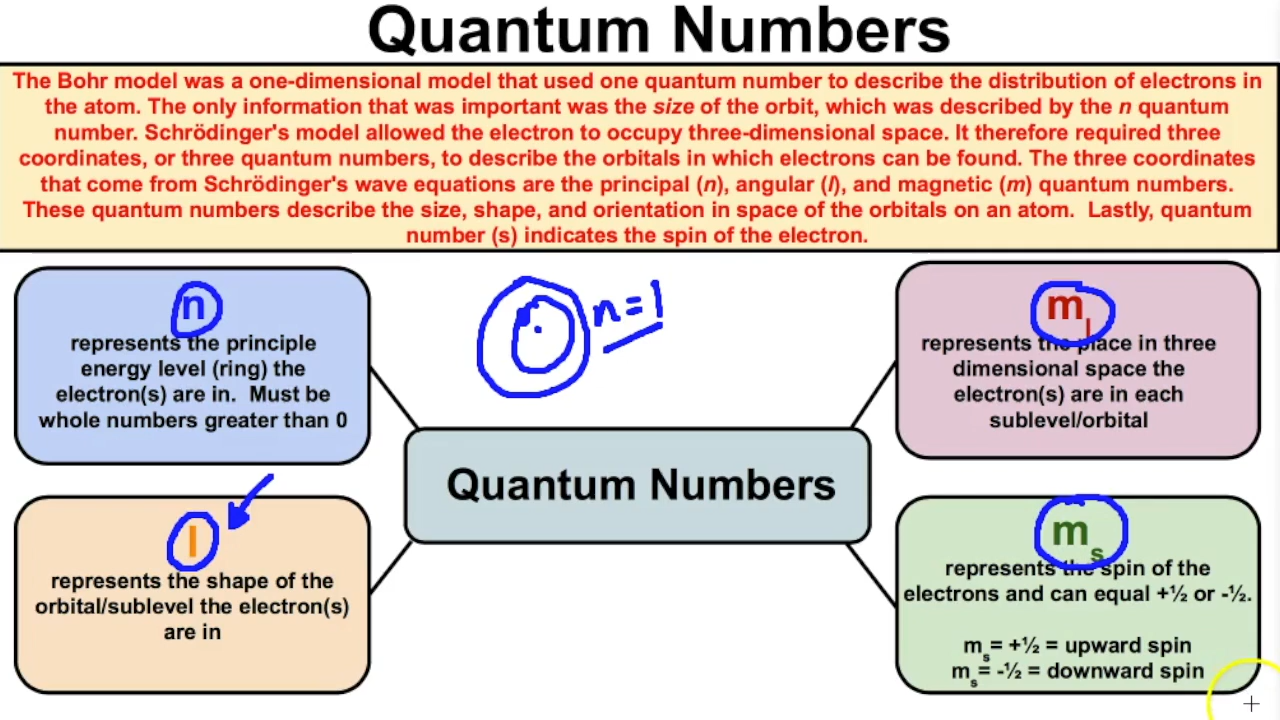 Quantum Numbers
The Bohr model was a one-dimensional model that used one quantum number to describe the distribution of electrons in
the atom. The only information that was important was the size of the orbit, which was described by the n quantum
number. Schrödinger's model allowed the electron to occupy three-dimensional space. It therefore required three
coordinates, or three quantum numbers, to describe the orbitals in which electrons can be found. The three coordinates
that come from Schrödinger's wave equations are the principal (n), angular (l), and magnetic (m) quantum numbers.
These quantum numbers describe the size, shape, and orientation in space of the orbitals on an atom. Lastly, quantum
number (s) indicates the spin of the electron.
n
represents the principle
energy level (ring) the
electron(s) are in. Must be
whole numbers greater than 0
n=1
ml
represents the place in three
dimensional space the
electron(s) are in each
sublevel/orbital
Quantum Numbers
l
represents the shape of the
orbital/sublevel the electron(s)
are in
ms
represents the spin of the
electrons and can equal +½ or -½.
ms= +½ = upward spin
ms= -½ = downward spin